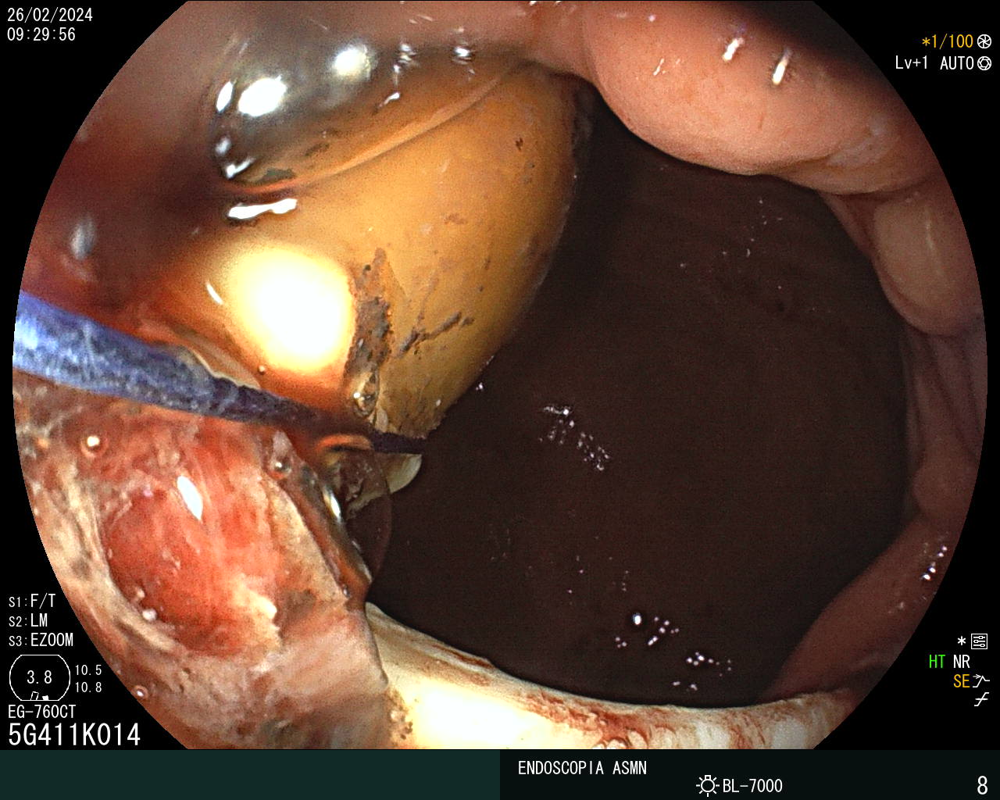 26/02/2024
09:29:56
*1/100
Lv+1 AUTO
S1:F/T
S2:LM
S3:EZOOM
3.8
10.5
10.8
EG-760CT
5G411K014
*
HT NR
SE
ENDOSCOPIA ASMN
BL-7000
8